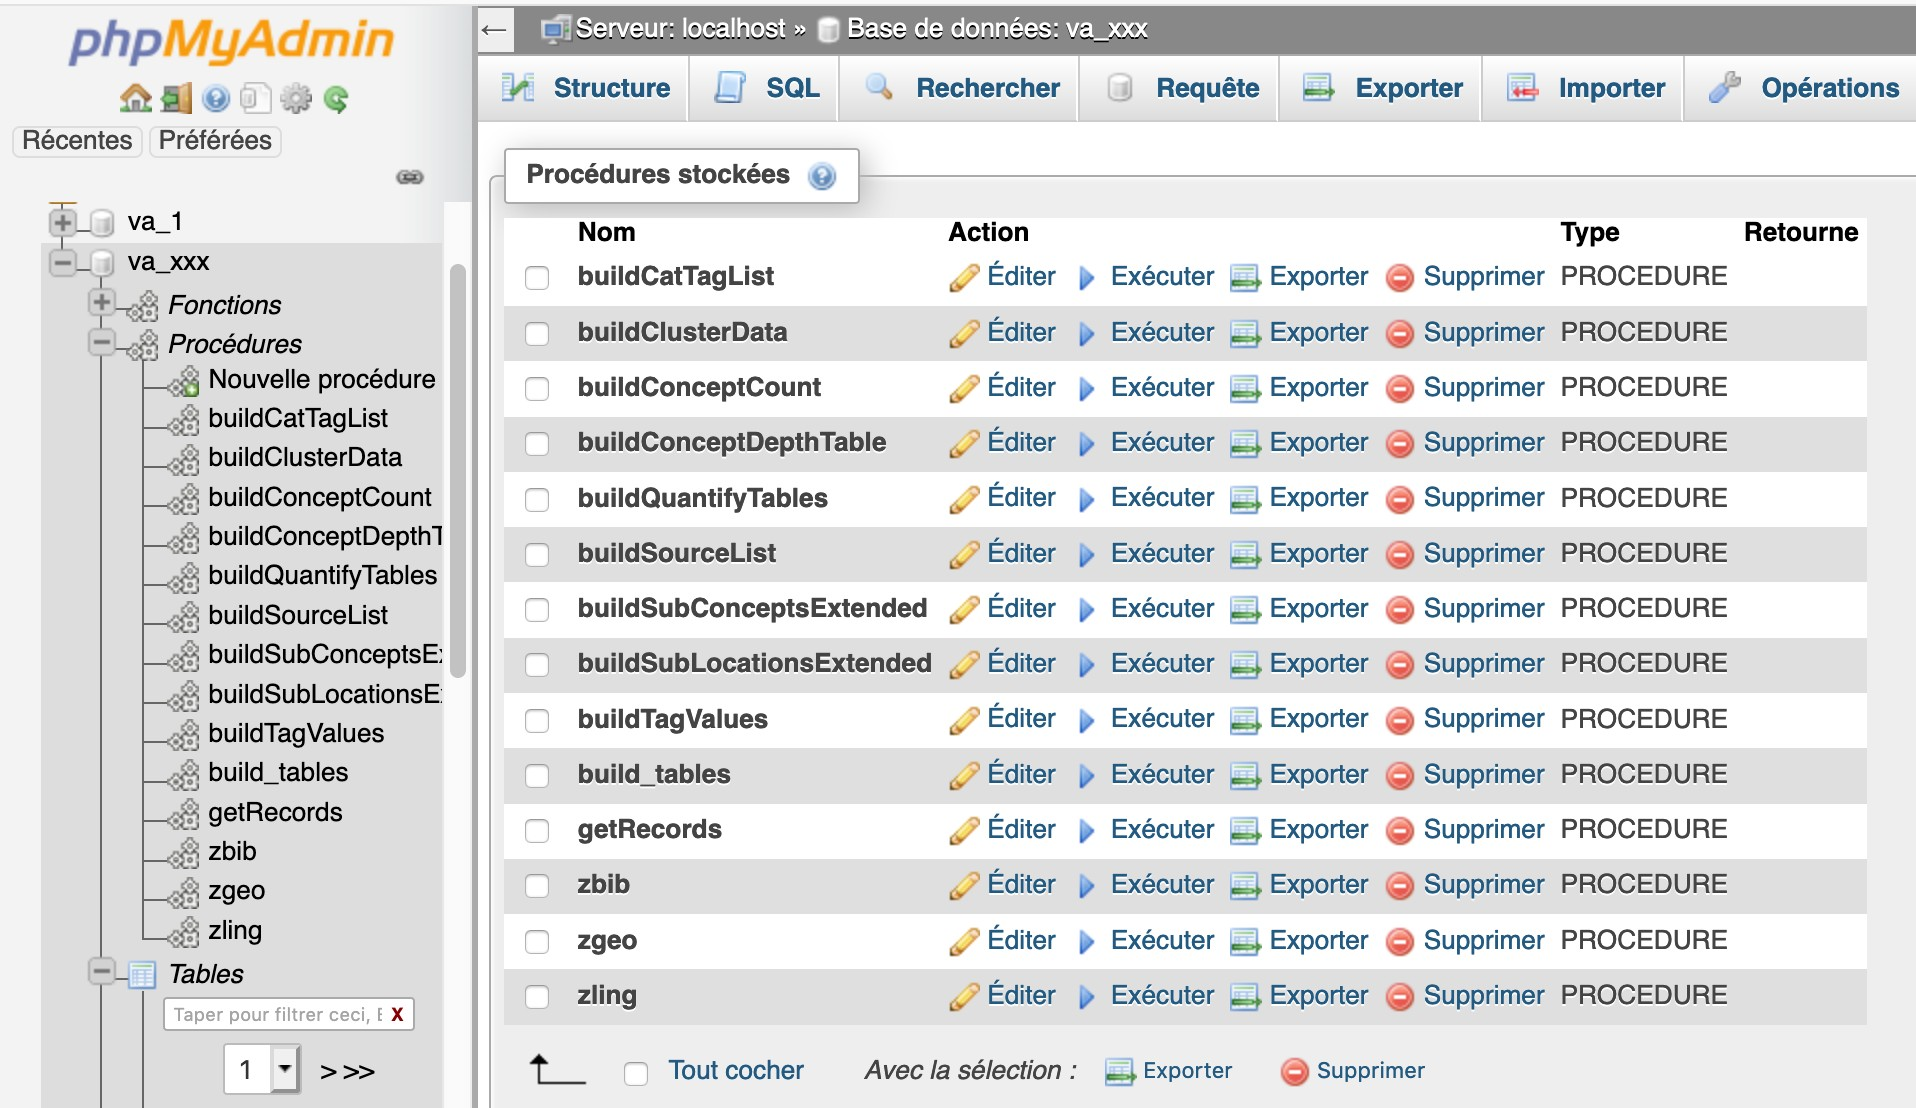 phpMyAdmin
Récentes Préférées
va_1
va_xxx
Fonctions
Procédures
Nouvelle procédure
buildCatTagList
buildClusterData
buildConceptCount
buildConceptDepthT
buildQuantifyTables
buildSourceList
buildSubConceptsE
buildSubLocationsE
buildTagValues
build_tables
getRecords
zbib
zgeo
zling
Tables
Taper pour filtrer ceci, E X
1 > >>
← Serveur: localhost » Base de données: va_xxx
Structure SQL Rechercher Requête Exporter Importer Opérations
Procédures stockées
Nom Action Type Retourne
buildCatTagList Éditer Exécuter Exporter Supprimer PROCEDURE
buildClusterData Éditer Exécuter Exporter Supprimer PROCEDURE
buildConceptCount Éditer Exécuter Exporter Supprimer PROCEDURE
buildConceptDepthTable Éditer Exécuter Exporter Supprimer PROCEDURE
buildQuantifyTables Éditer Exécuter Exporter Supprimer PROCEDURE
buildSourceList Éditer Exécuter Exporter Supprimer PROCEDURE
buildSubConceptsExtended Éditer Exécuter Exporter Supprimer PROCEDURE
buildSubLocationsExtended Éditer Exécuter Exporter Supprimer PROCEDURE
buildTagValues Éditer Exécuter Exporter Supprimer PROCEDURE
build_tables Éditer Exécuter Exporter Supprimer PROCEDURE
getRecords Éditer Exécuter Exporter Supprimer PROCEDURE
zbib Éditer Exécuter Exporter Supprimer PROCEDURE
zgeo Éditer Exécuter Exporter Supprimer PROCEDURE
zling Éditer Exécuter Exporter Supprimer PROCEDURE
Tout cocher Avec la sélection : Exporter Supprimer